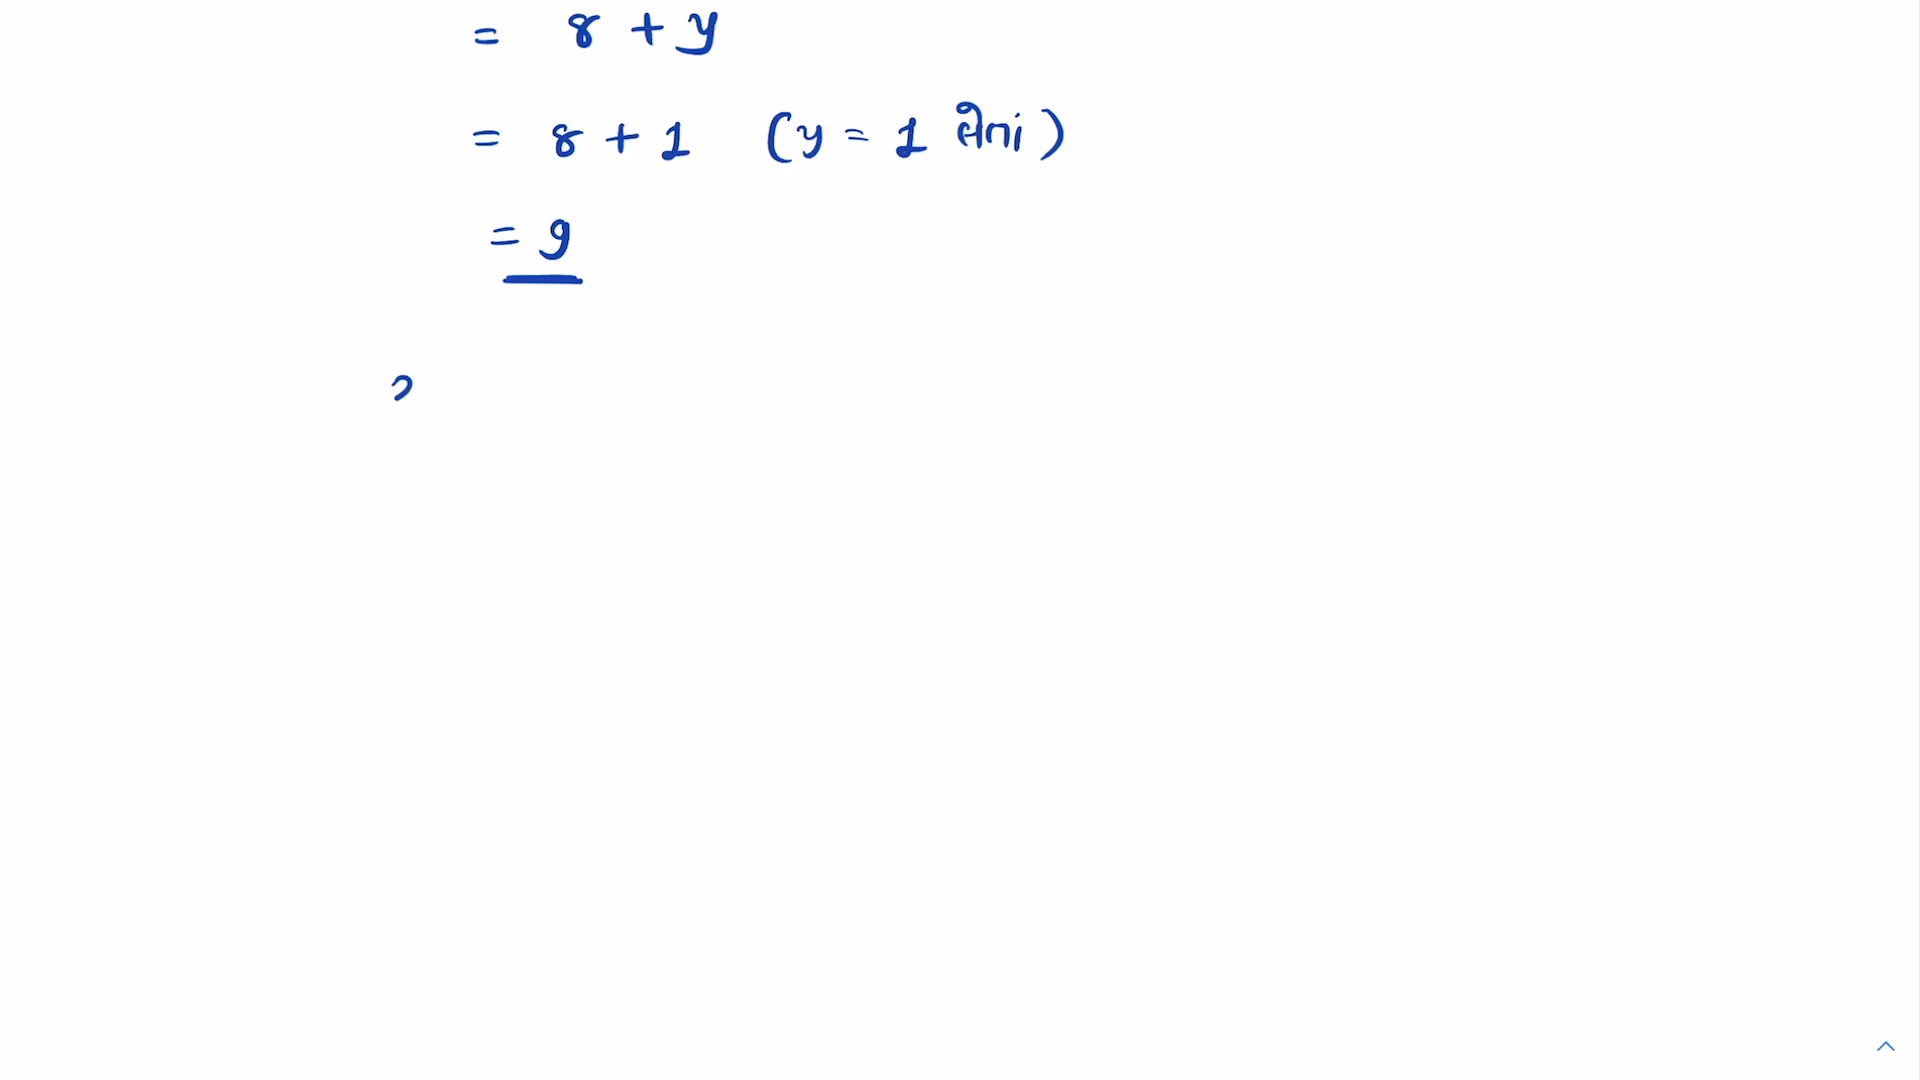 = 8 + y
= 8 + 1 (y = 1 લેતાં)
= 9